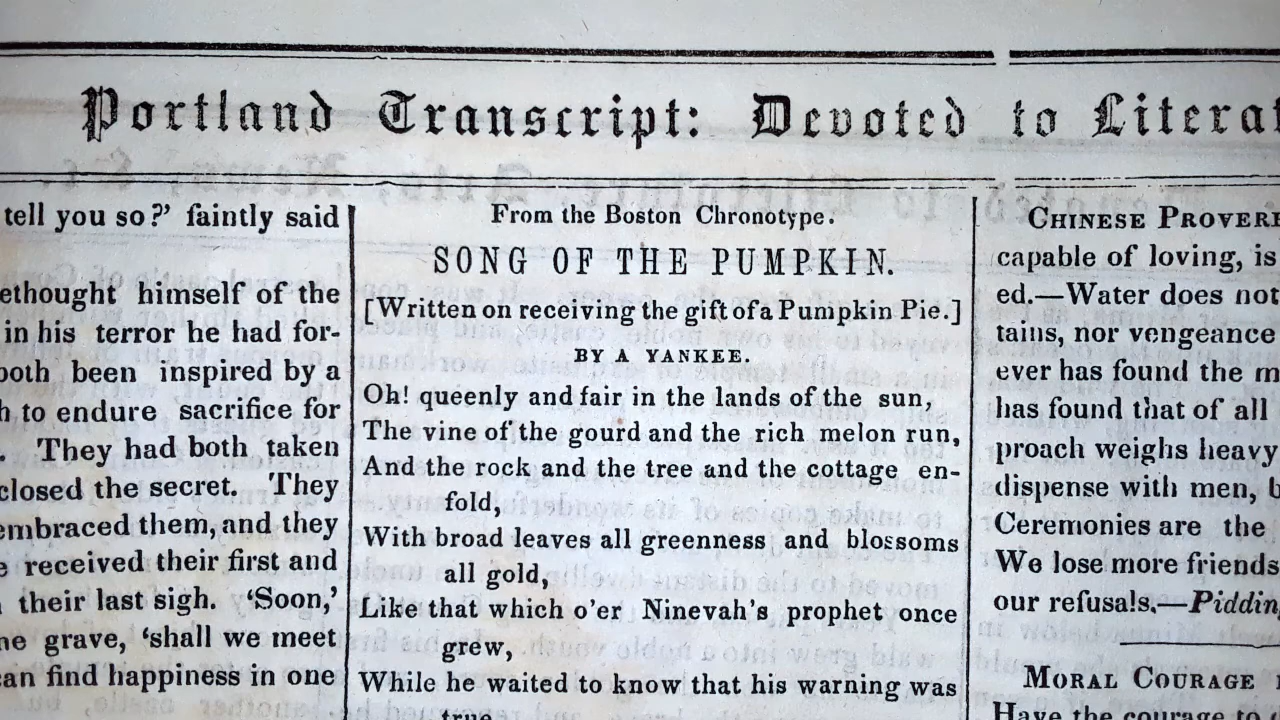 Portland Transcript: Devoted to
tell you so?’ faintly said
himself of the
in his terror he had for-
been inspired by a
to endure sacrifice for
They had both taken
closed the secret. They
embraced them, and they
received their first and
their last sigh. ‘Soon,’
grave, ‘shall we meet
can find happiness in one
From the Boston Chronotype.
SONG OF THE PUMPKIN.
[Written on receiving the gift of a Pumpkin Pie.]
BY A YANKEE.
Oh! queenly and fair in the lands of the sun,
The vine of the gourd and the rich melon run,
And the rock and the tree and the cottage en-
fold,
With broad leaves all greenness and blossoms
all gold,
Like that which o'er Ninevah's prophet once
grew,
While he waited to know that his warning was
true
CHINESE
capable of loving, is
ed.—Water does not
tains, nor vengeance
ever has found the
has found that of all
proach weighs heavy
dispense with men,
Ceremonies are the
We lose more friends
our refusals.—
MORAL COURAGE
Have the courage to